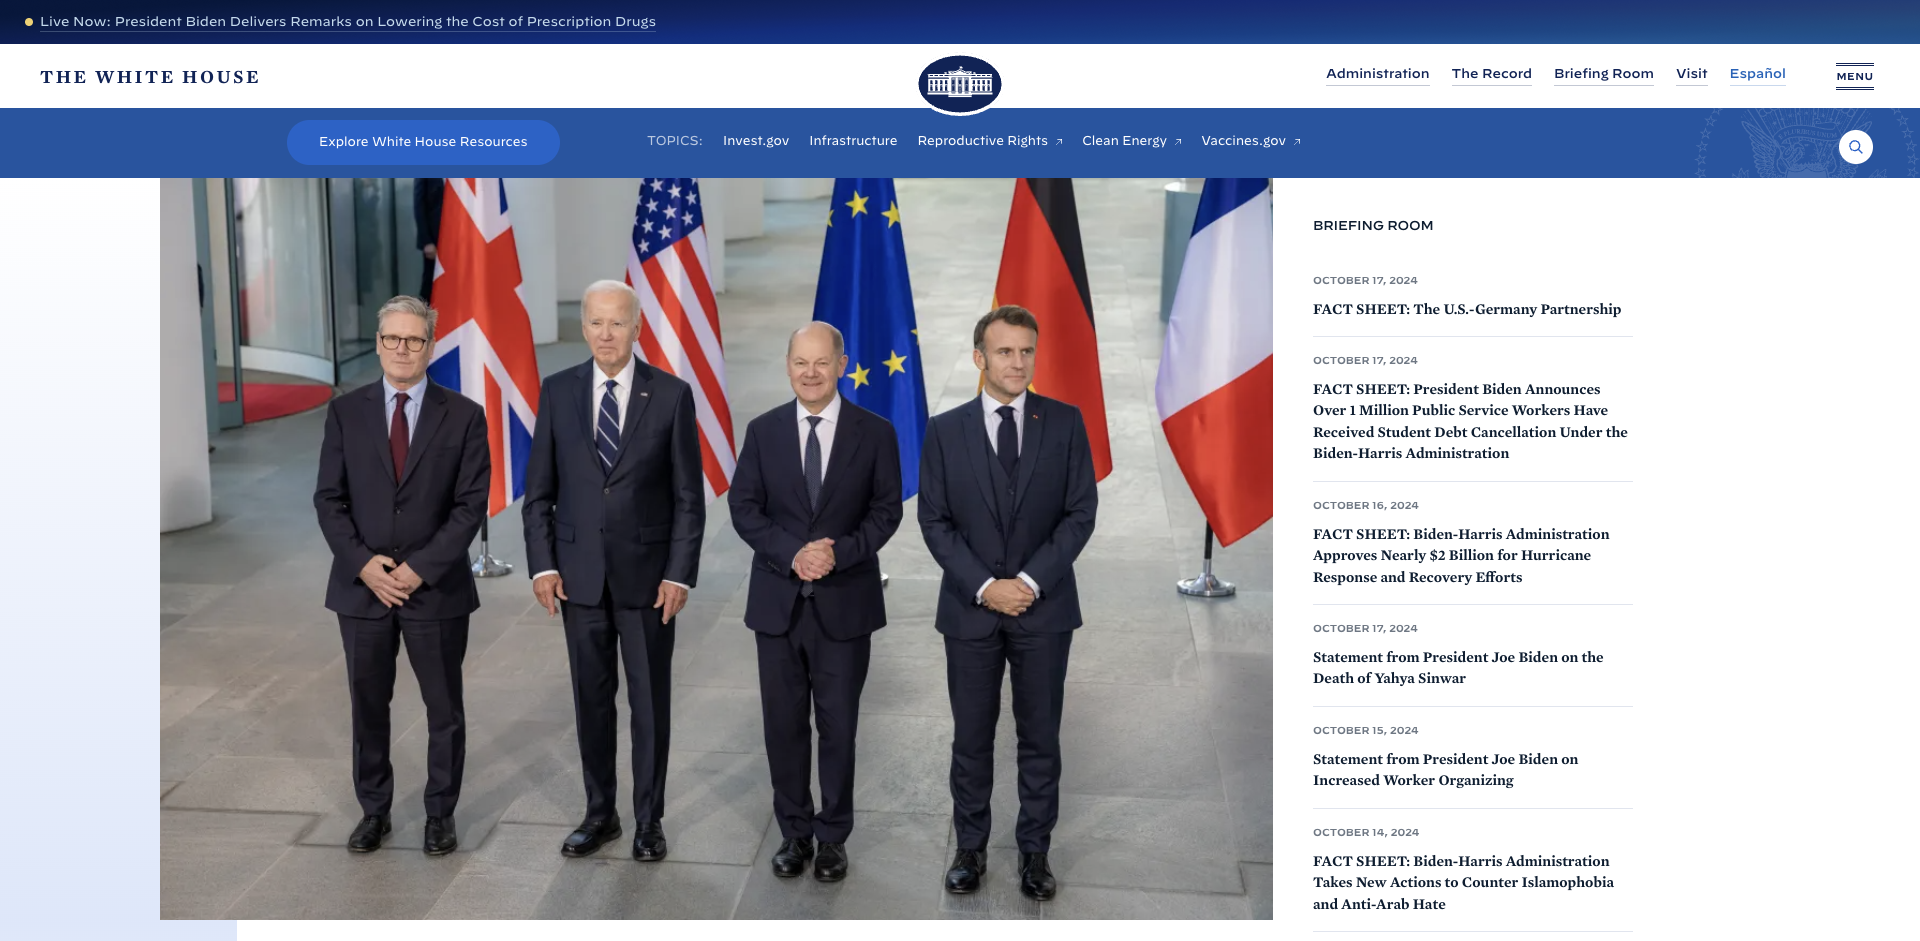 Live Now: President Biden Delivers Remarks on Lowering the Cost of Prescription Drugs
THE WHITE HOUSE
Administration
The Record
Briefing Room
Visit
Español
MENU
Explore White House Resources
TOPICS:
Invest.gov
Infrastructure
Reproductive Rights
Clean Energy
Vaccines.gov
BRIEFING ROOM
OCTOBER 17, 2024
FACT SHEET: The U.S.-Germany Partnership
OCTOBER 17, 2024
FACT SHEET: President Biden Announces
Over 1 Million Public Service Workers Have
Received Student Debt Cancellation Under the
Biden-Harris Administration
OCTOBER 16, 2024
FACT SHEET: Biden-Harris Administration
Approves Nearly $2 Billion for Hurricane
Response and Recovery Efforts
OCTOBER 17, 2024
Statement from President Joe Biden on the
Death of Yahya Sinwar
OCTOBER 15, 2024
Statement from President Joe Biden on
Increased Worker Organizing
OCTOBER 14, 2024
FACT SHEET: Biden-Harris Administration
Takes New Actions to Counter Islamophobia
and Anti-Arab Hate